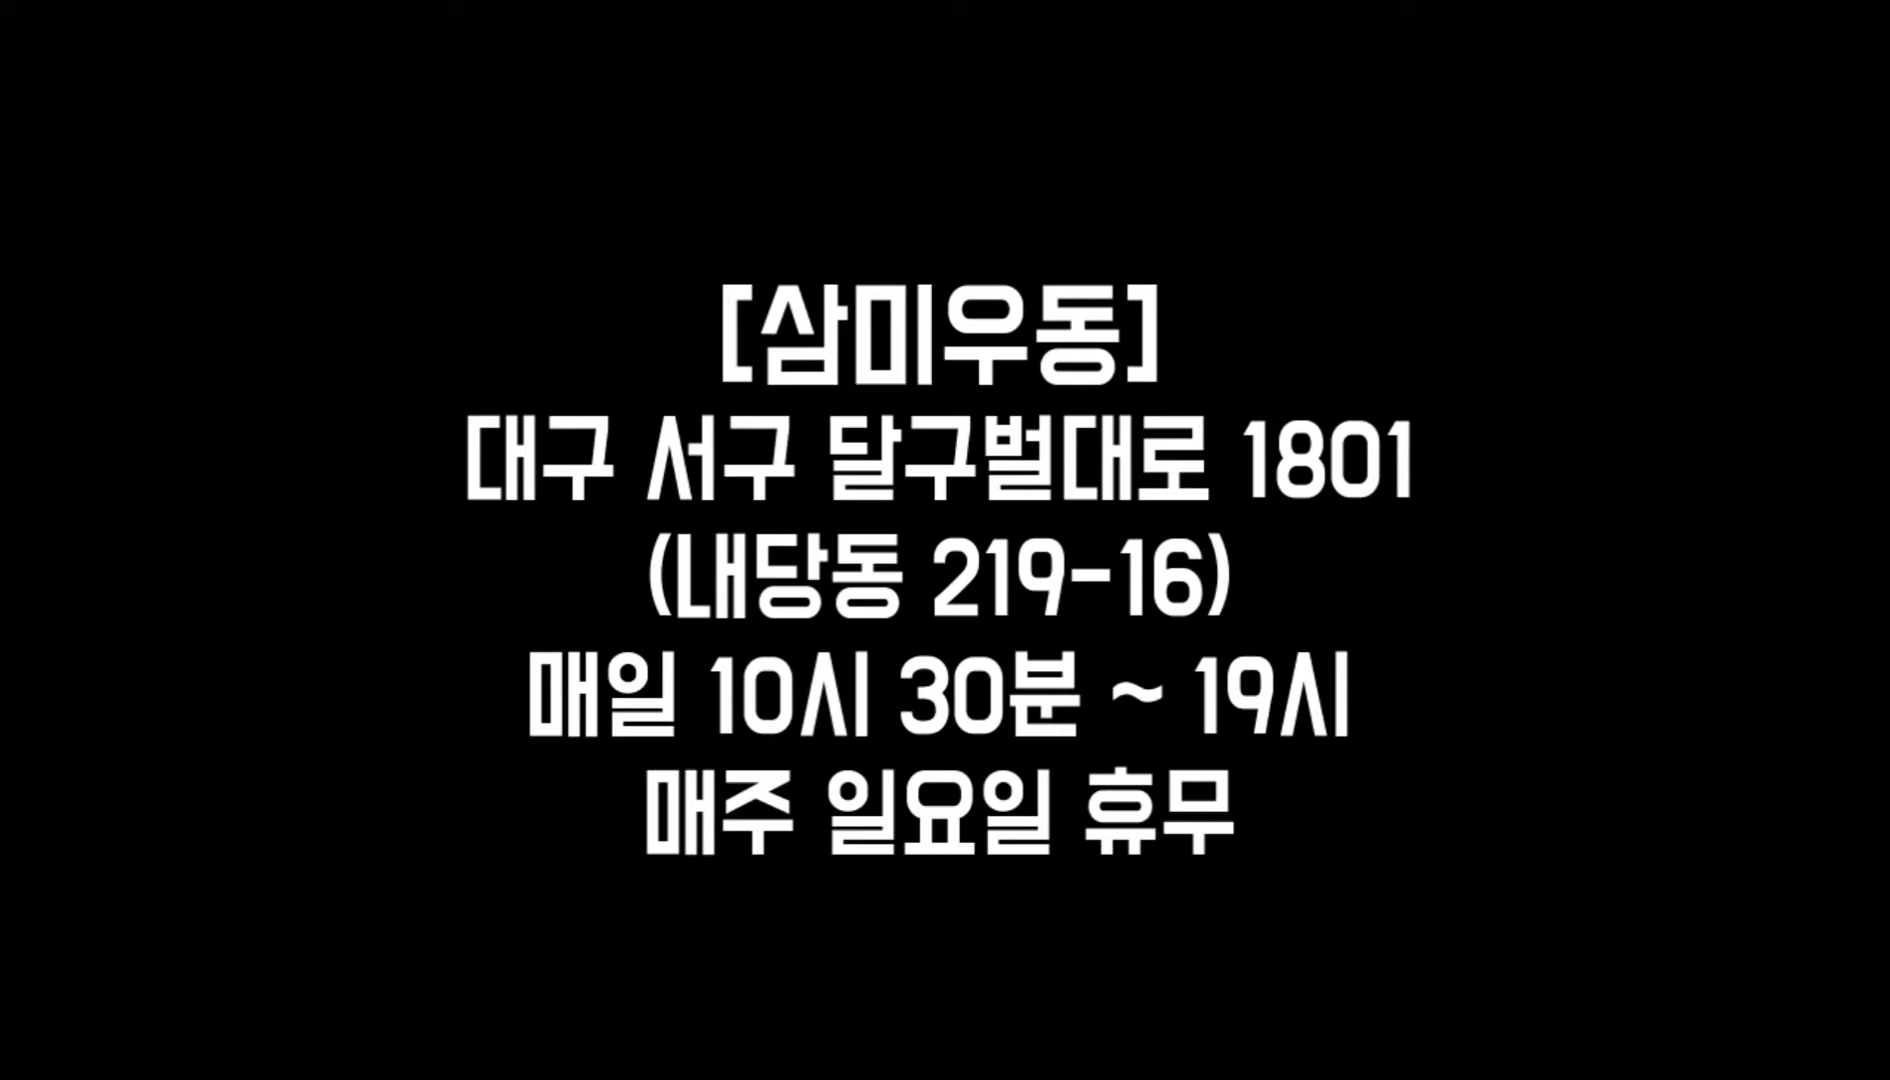 [삼미우동]
대구 서구 달구벌대로 1801
(내당동 219-16)
매일 10시 30분 ~ 19시
매주 일요일 휴무